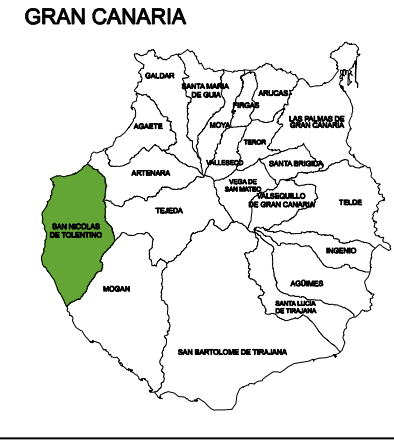 GRAN CANARIA
GALDAR
SANTA MARIA
DE GUIA
ARUCAS
FIRGAS
MOYA
AGAETE
LAS PALMAS DE
GRAN CANARIA
TEROR
VALLESECO
SANTA BRIGIDA
ARTENARA
VEGA DE
SAN MATEO
VALSEQUILLO
DE GRAN CANARIA
TELDE
TEJEDA
SAN NICOLAS
DE TOLENTINO
INGENIO
AGÜIMES
MOGAN
SANTA LUCIA
DE TIRAJANA
SAN BARTOLOME DE TIRAJANA